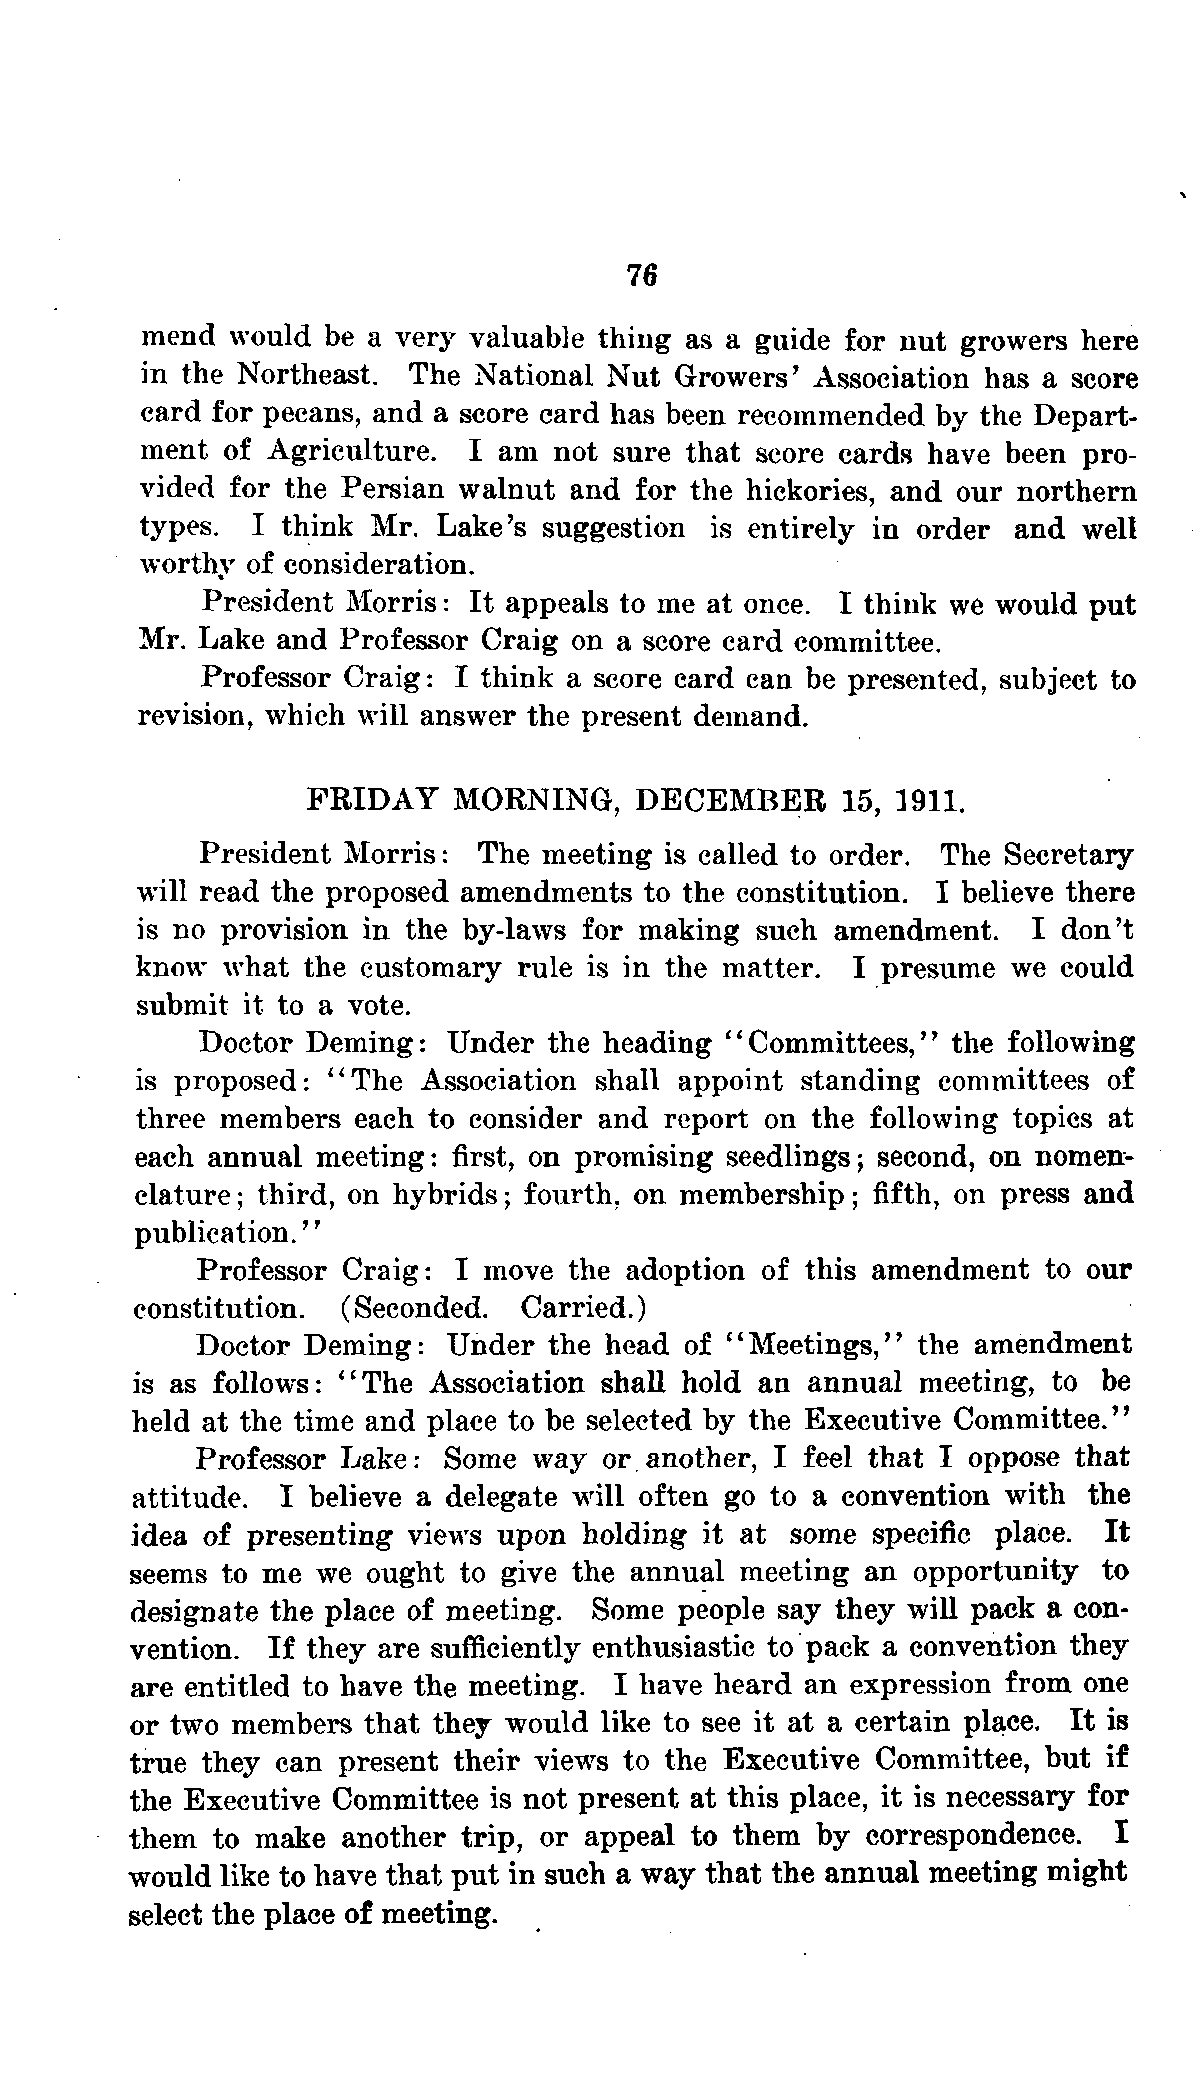 76
mend would be a very valuable thing as a guide for nut growers here
in the Northeast. The National Nut Growers' Association has a score
card for pecans, and a score card has been recommended by the Depart-
ment of Agriculture. I am not sure that score cards have been pro-
vided for the Persian walnut and for the hickories, and our northern
types. I think Mr. Lake's suggestion is entirely in order and well
worthy of consideration.
President Morris: It appeals to me at once. I think we would put
Mr. Lake and Professor Craig on a score card committee.
Professor Craig: I think a score card can be presented, subject to
revision, which will answer the present demand.
FRIDAY MORNING, DECEMBER 15, 1911.
President Morris: The meeting is called to order. The Secretary
will read the proposed amendments to the constitution. I believe there
is no provision in the by-laws for making such amendment. I don't
know what the customary rule is in the matter. I presume we could
submit it to a vote.
Doctor Deming: Under the heading "Committees," the following
is proposed: "The Association shall appoint standing committees of
three members each to consider and report on the following topics at
each annual meeting: first, on promising seedlings; second, on nomen-
clature; third, on hybrids; fourth, on membership; fifth, on press and
publication."
Professor Craig: I move the adoption of this amendment to our
constitution. (Seconded. Carried.)
Doctor Deming: Under the head of "Meetings," the amendment
is as follows: "The Association shall hold an annual meeting, to be
held at the time and place to be selected by the Executive Committee."
Professor Lake: Some way or another, I feel that I oppose that
attitude. I believe a delegate will often go to a convention with the
idea of presenting views upon holding it at some specific place. It
seems to me we ought to give the annual meeting an opportunity to
designate the place of meeting. Some people say they will pack a con-
vention. If they are sufficiently enthusiastic to pack a convention they
are entitled to have the meeting. I have heard an expression from one
or two members that they would like to see it at a certain place. It is
true they can present their views to the Executive Committee, but if
the Executive Committee is not present at this place, it is necessary for
them to make another trip, or appeal to them by correspondence. I
would like to have that put in such a way that the annual meeting might
select the place of meeting.